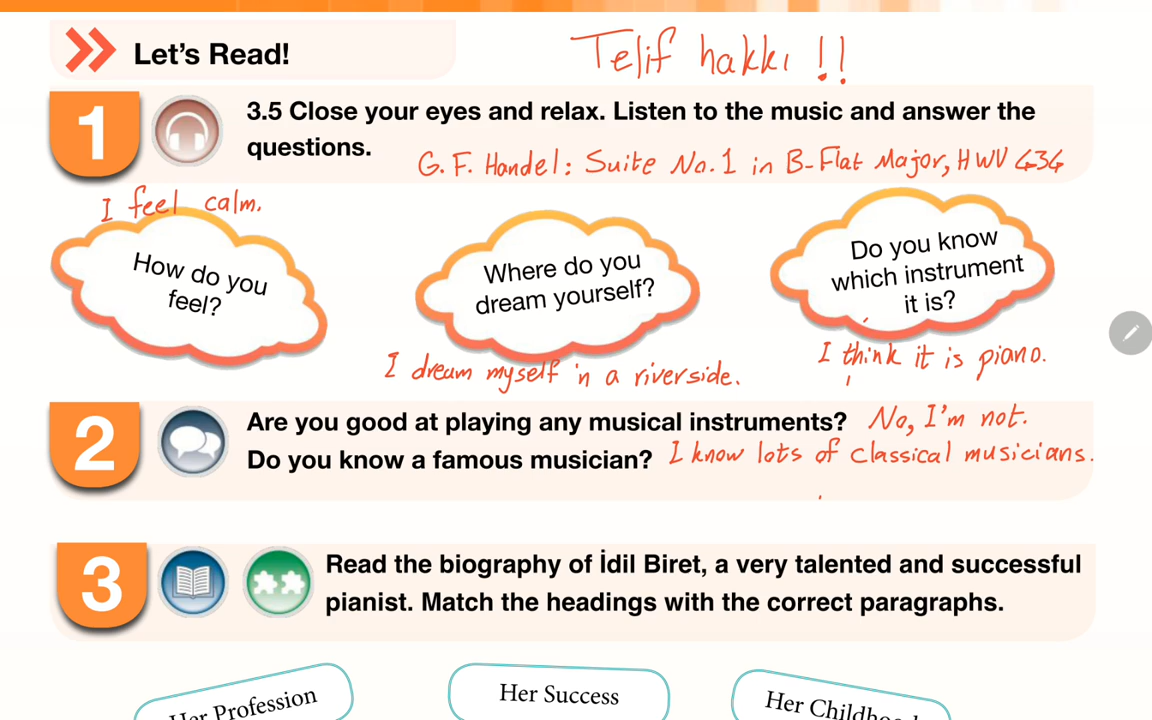 Let's Read!
Telif hakkı !!
1
3.5 Close your eyes and relax. Listen to the music and answer the
questions.
G. F. Handel: Suite No. 1 in B-Flat Major, HWV 434
I feel calm.
How do you
feel?
Where do you
dream yourself?
Do you know
which instrument
it is?
I dream myself in a riverside.
I think it is piano.
2
Are you good at playing any musical instruments?
No, I'm not.
Do you know a famous musician?
I know lots of classical musicians.
3
Read the biography of İdil Biret, a very talented and successful
pianist. Match the headings with the correct paragraphs.
Her Profession
Her Success
Her Childhood